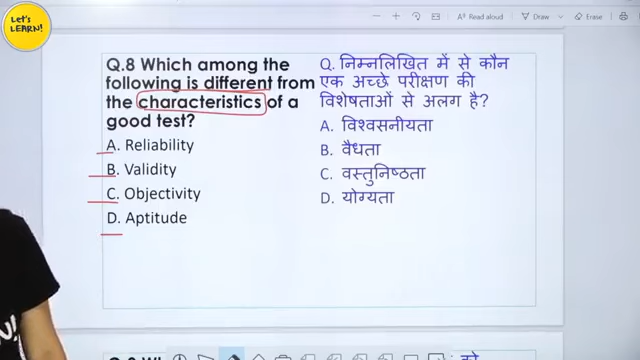 LET'S
LEARN!
Read aloud
Draw
Erase
Q.8 Which among the
following is different from
the characteristics of a
good test?
A. Reliability
B. Validity
C. Objectivity
D. Aptitude
Q. निम्नलिखित में से कौन
एक अच्छे परीक्षण की
विशेषताओं से अलग है?
A. विश्वसनीयता
B. वैधता
C. वस्तुनिष्ठता
D. योग्यता